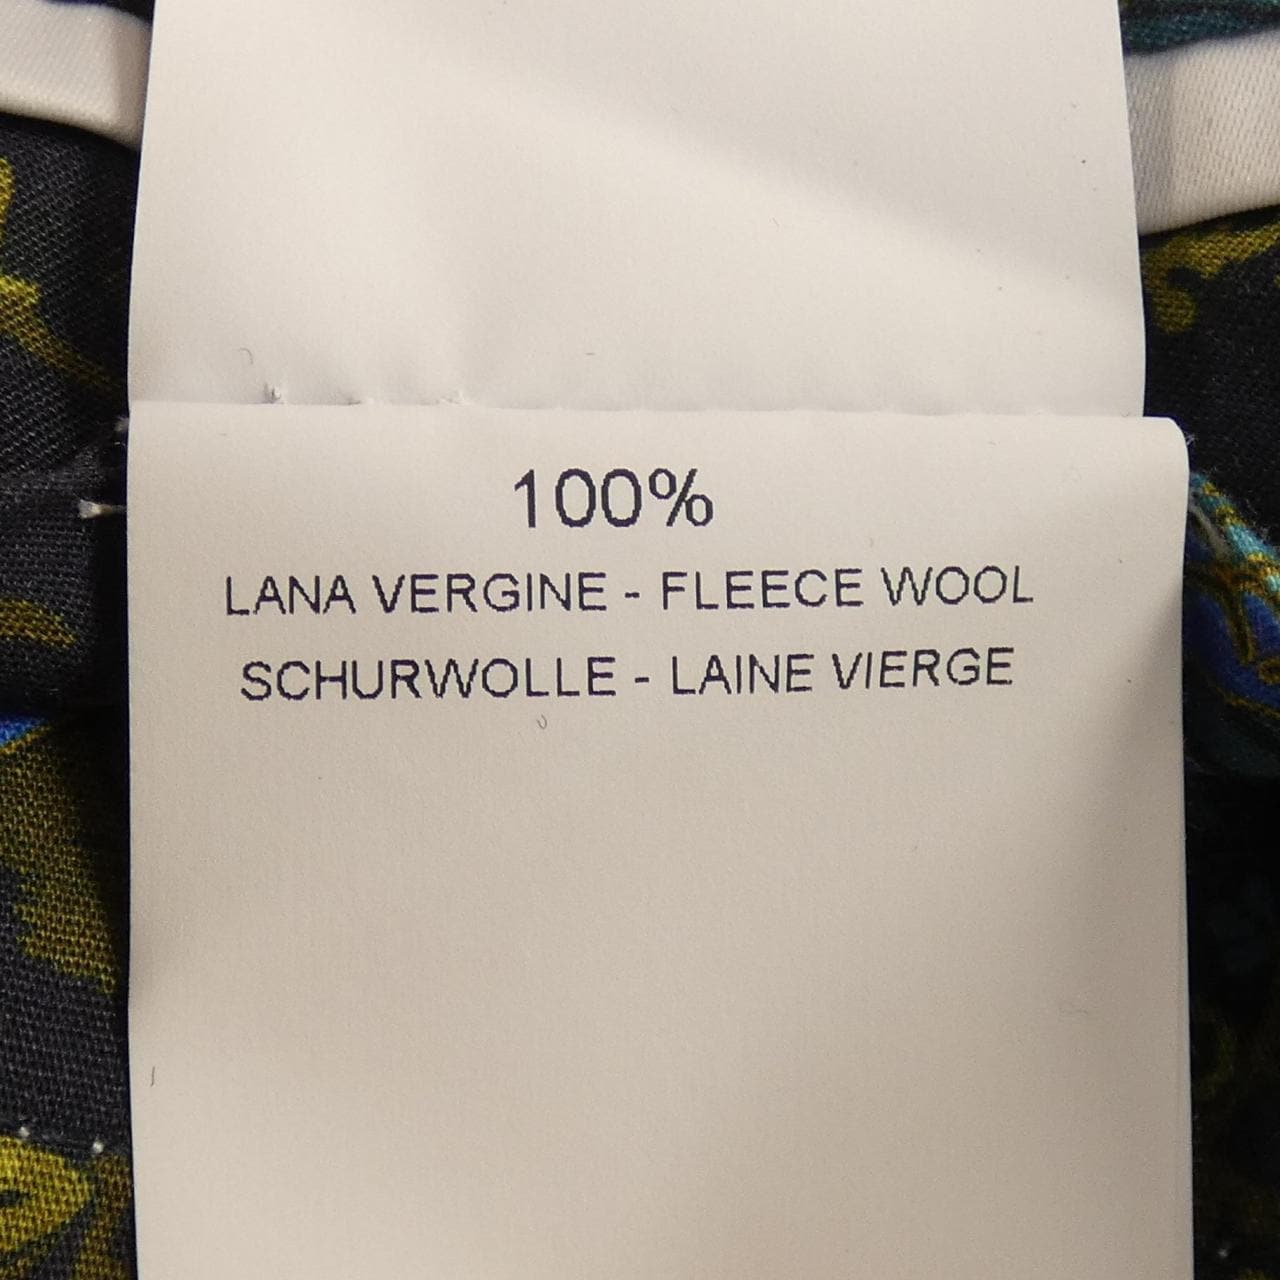 100%
LANA VERGINE - FLEECE WOOL
SCHURWOLLE - LAINE VIERGE